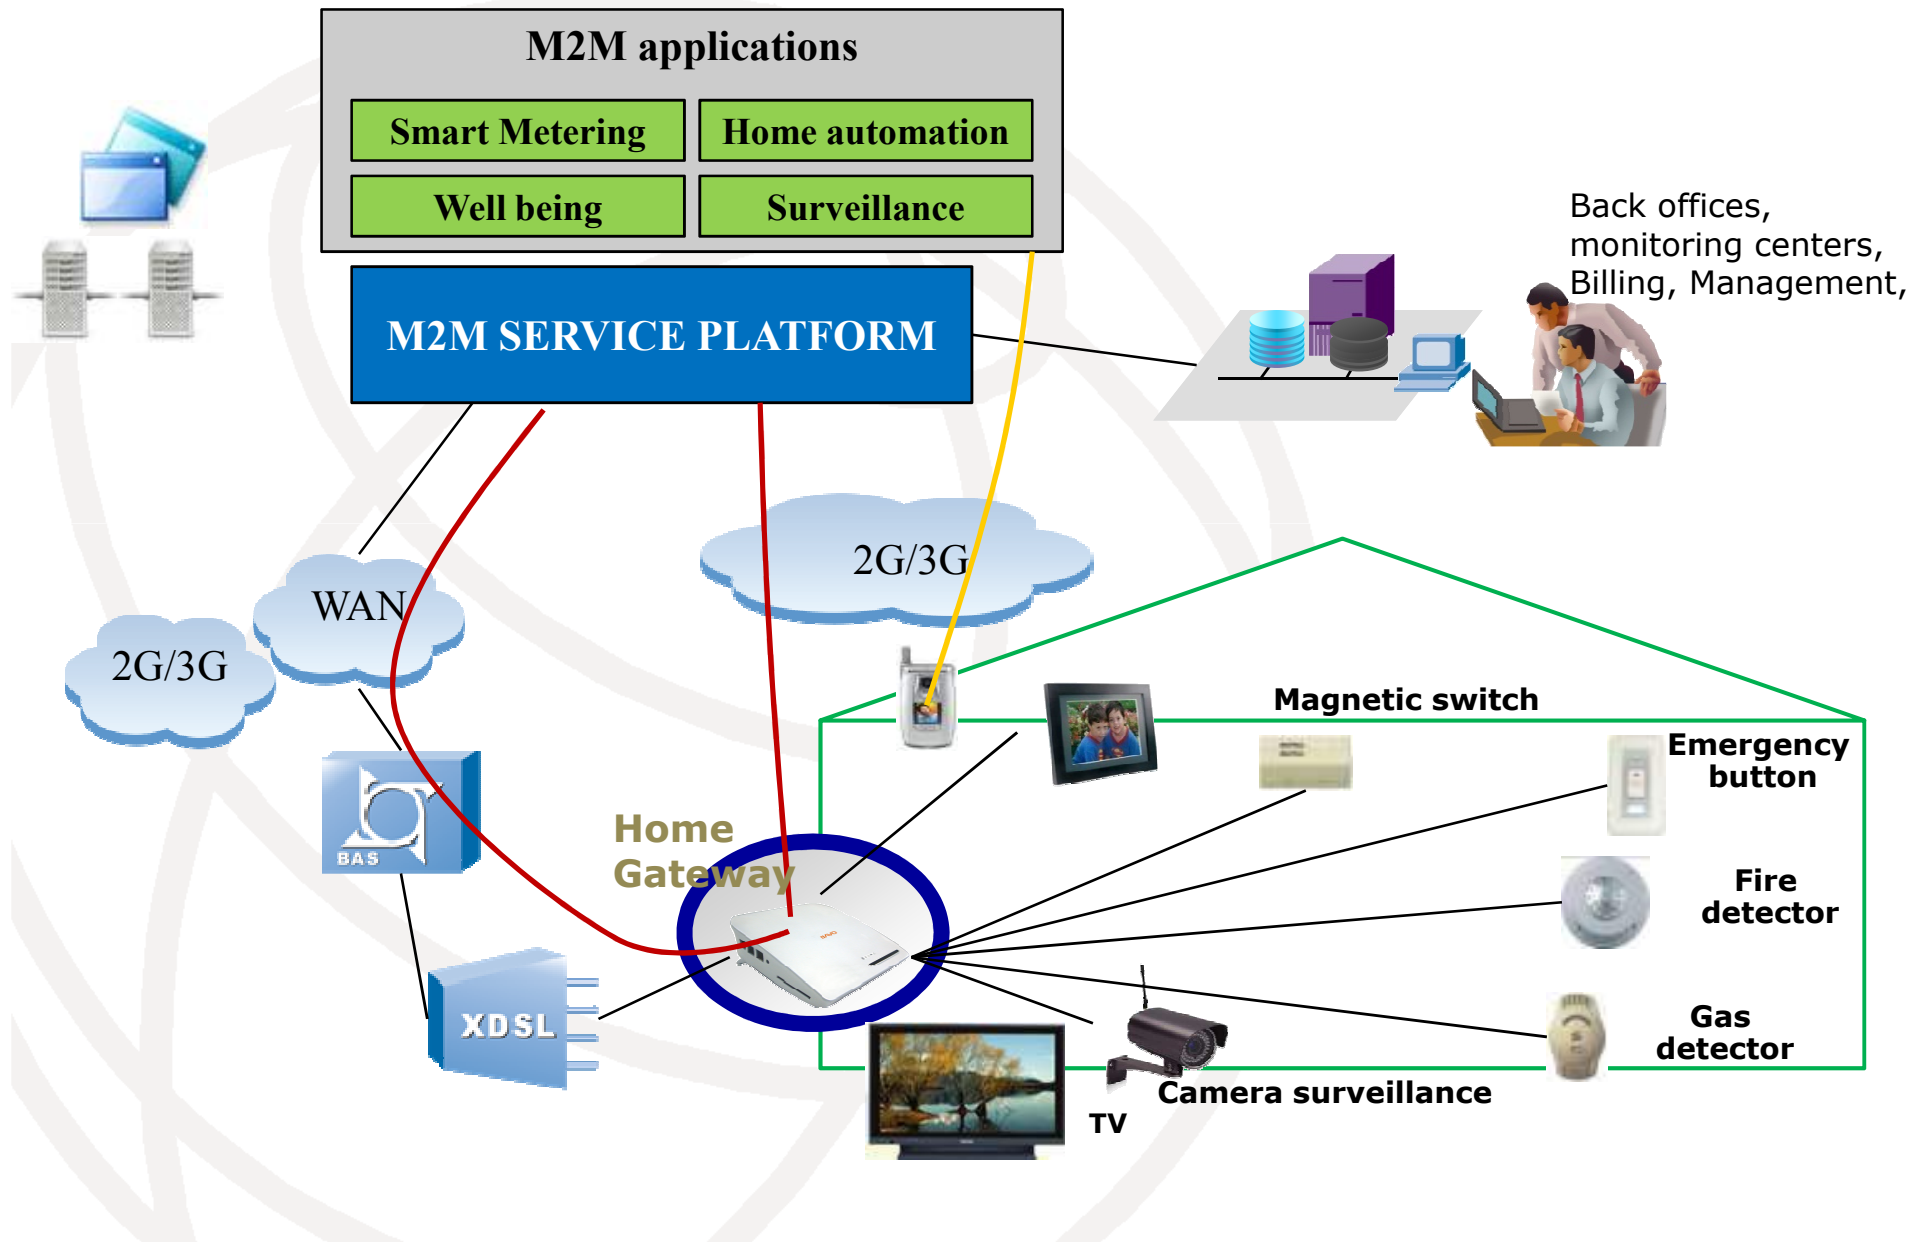 M2M applications
Smart Metering
Home automation
Well being
Surveillance
M2M SERVICE PLATFORM
Back offices,
monitoring centers,
Billing, Management,
2G/3G
WAN
2G/3G
Magnetic switch
Emergency
button
Home
Gateway
BAS
Fire
detector
XDSL
Gas
detector
Camera surveillance
TV